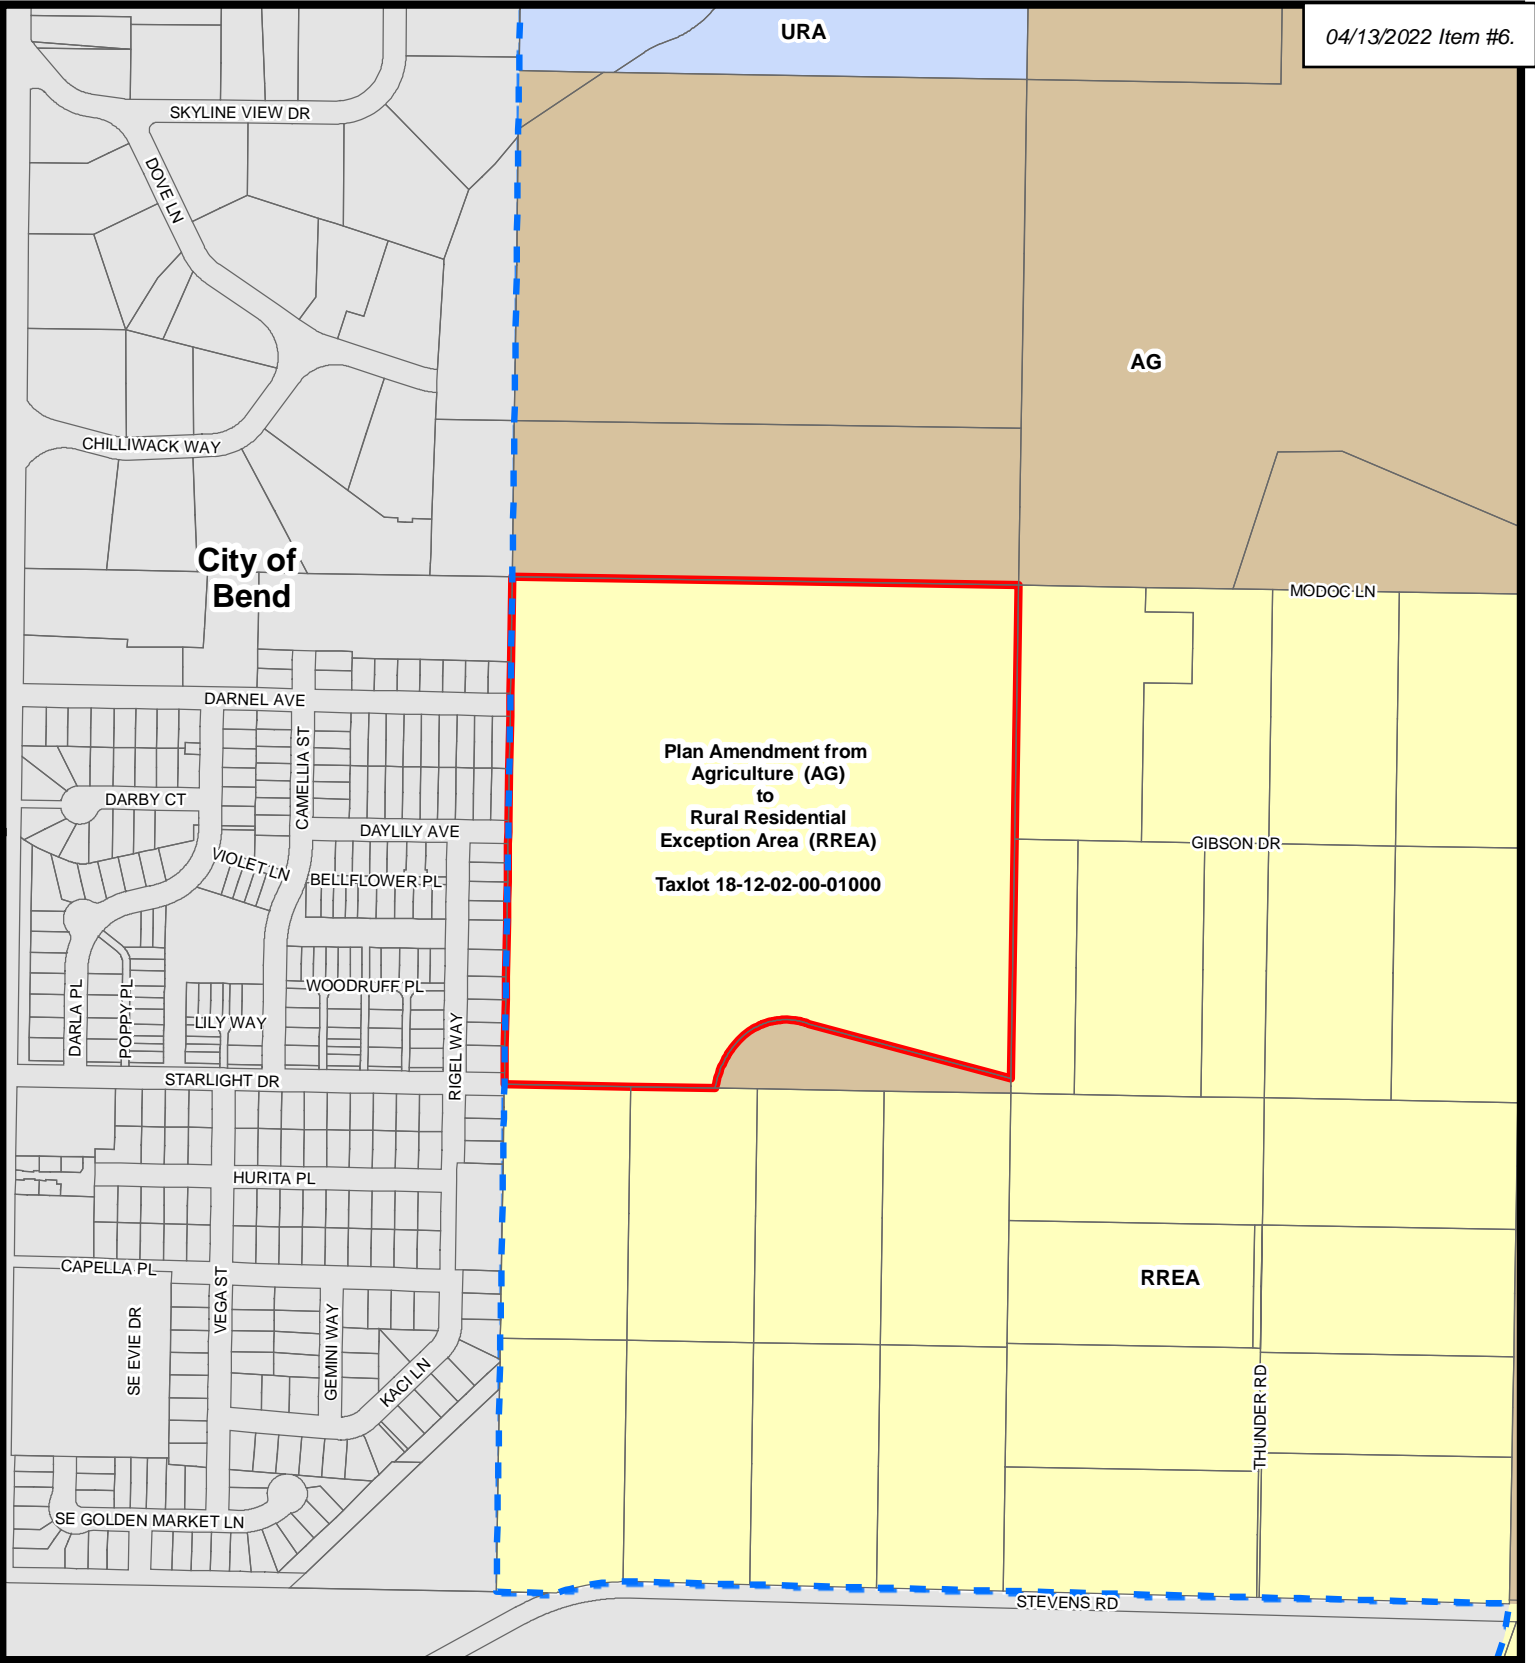 URA
04/13/2022 Item #6.
SKYLINE VIEW DR
DOVE LN
AG
CHILLIWACK WAY
City of
Bend
MODOC LN
DARNEL AVE
CAMELLIA ST
Plan Amendment from
Agriculture (AG)
to
Rural Residential
Exception Area (RREA)
Taxlot 18-12-02-00-01000
DARBY CT
DAYLILY AVE
GIBSON DR
VIOLET LN
BELLFLOWER PL
WOODRUFF PL
DARLA PL
POPPY PL
LILY WAY
RIGEL WAY
STARLIGHT DR
HURITA PL
CAPELLA PL
RREA
VEGA ST
SE EVIE DR
GEMINI WAY
KACI LN
THUNDER RD
SE GOLDEN MARKET LN
STEVENS RD